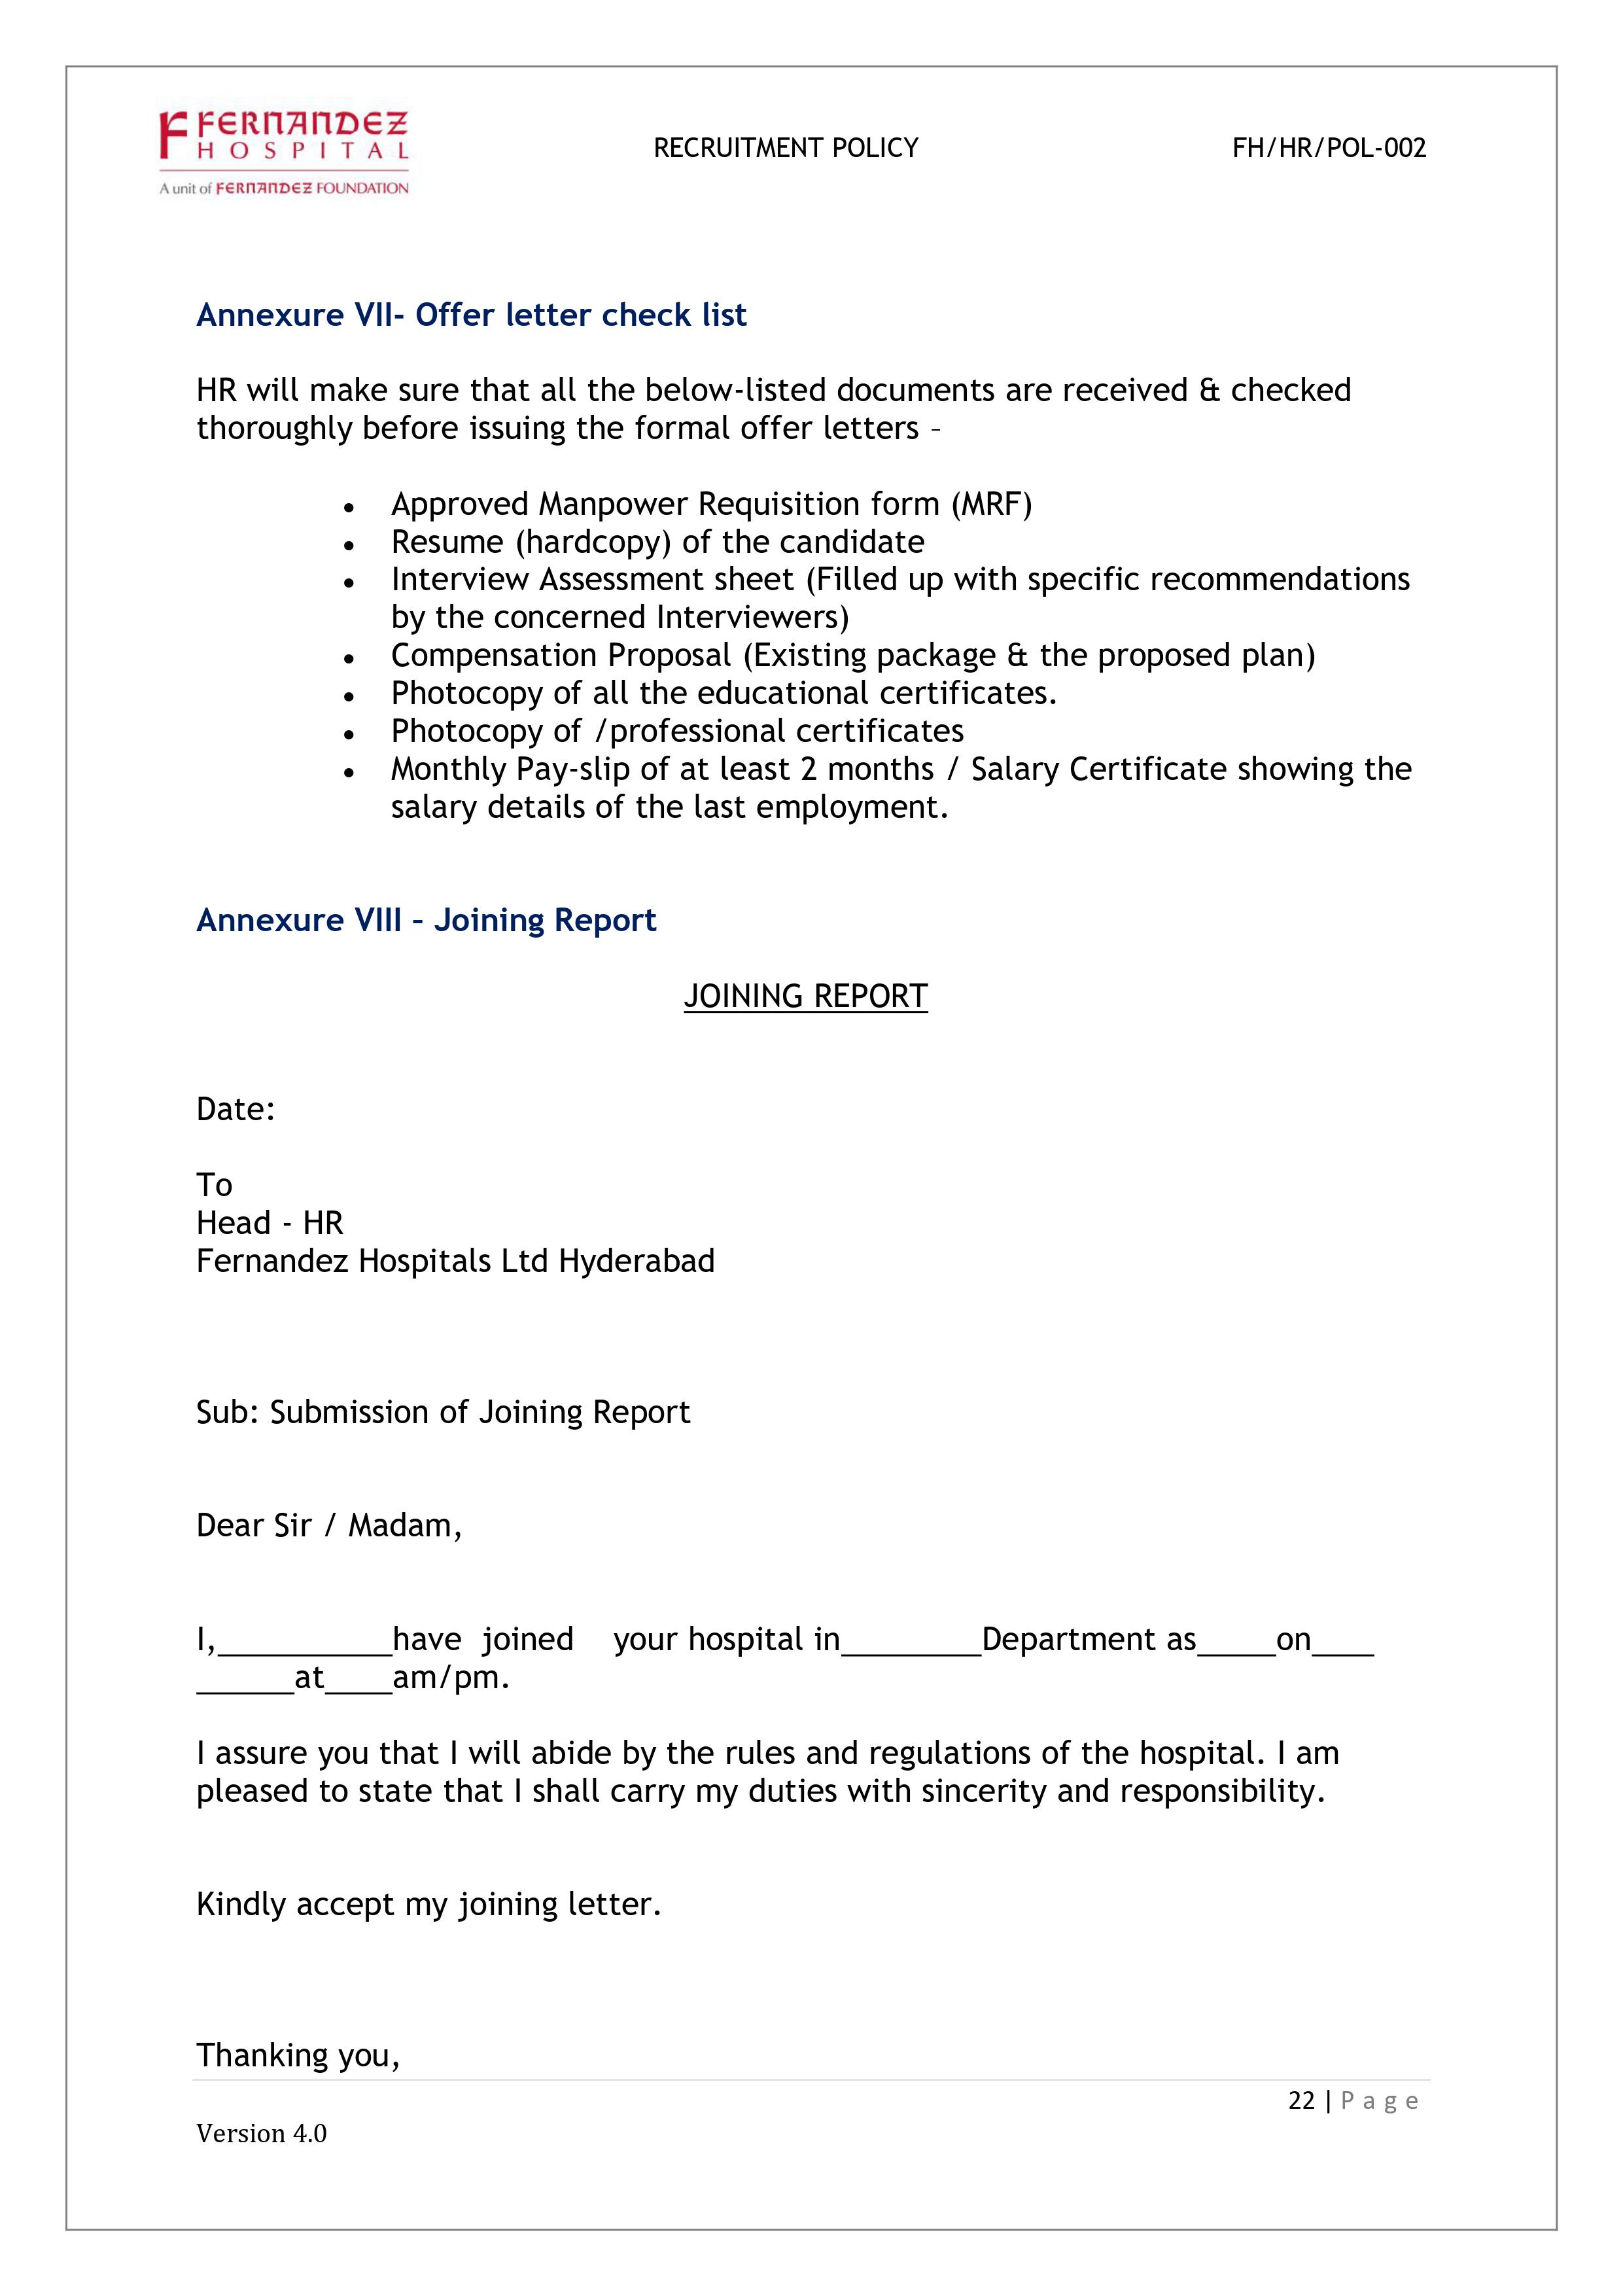 FERNANDEZ
HOSPITAL
A unit of FERNANDEZ FOUNDATION
RECRUITMENT POLICY
FH/HR/POL-002
Annexure VII- Offer letter check list
HR will make sure that all the below-listed documents are received & checked
thoroughly before issuing the formal offer letters –
• Approved Manpower Requisition form (MRF)
• Resume (hardcopy) of the candidate
• Interview Assessment sheet (Filled up with specific recommendations
by the concerned Interviewers)
• Compensation Proposal (Existing package & the proposed plan)
• Photocopy of all the educational certificates.
• Photocopy of /professional certificates
• Monthly Pay-slip of at least 2 months / Salary Certificate showing the
salary details of the last employment.
Annexure VIII – Joining Report
JOINING REPORT
Date:
To
Head - HR
Fernandez Hospitals Ltd Hyderabad
Sub: Submission of Joining Report
Dear Sir / Madam,
I,___________have joined your hospital in_________Department as_____on____
______at____am/pm.
I assure you that I will abide by the rules and regulations of the hospital. I am
pleased to state that I shall carry my duties with sincerity and responsibility.
Kindly accept my joining letter.
Thanking you,
22 | Page
Version 4.0